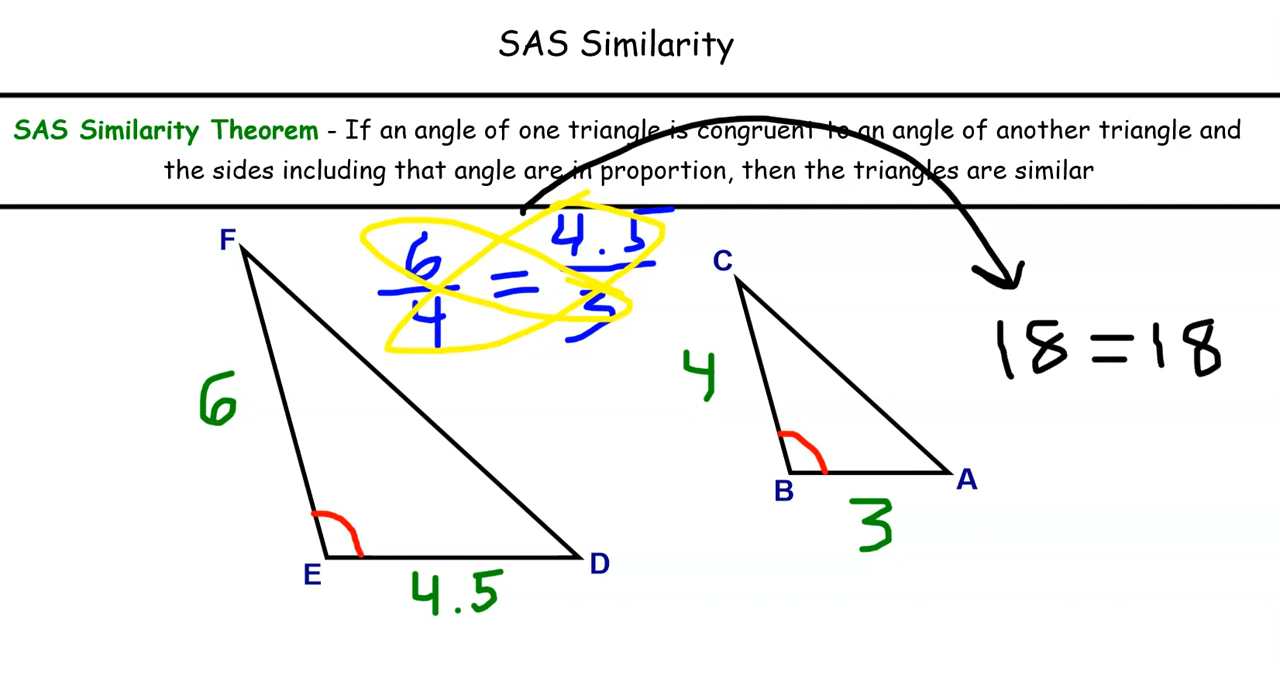 SAS Similarity
SAS Similarity Theorem - If an angle of one triangle is congruent to an angle of another triangle and
the sides including that angle are in proportion, then the triangles are similar
F
6/4 = 4.5/3
C
18=18
4
6
B
A
3
E
D
4.5